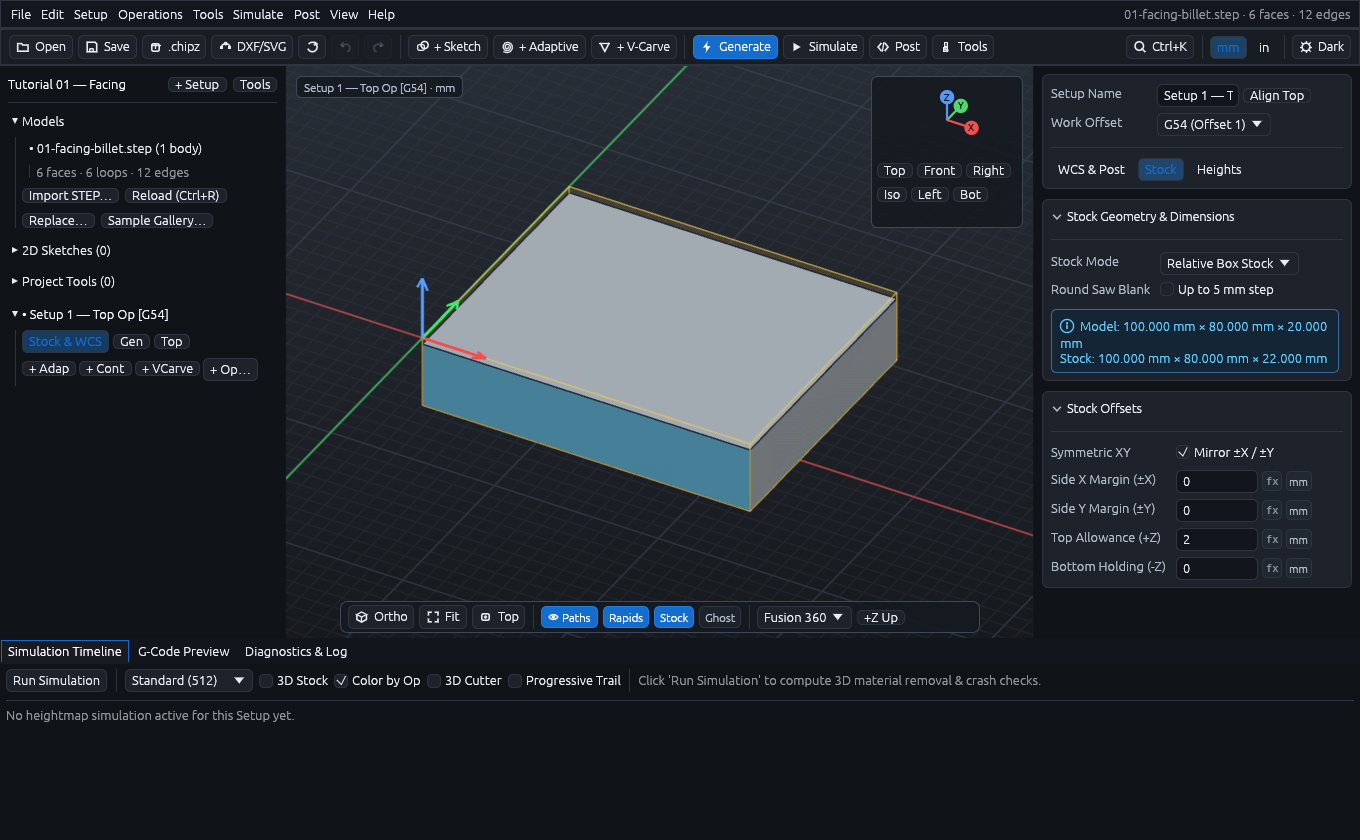 File Edit Setup Operations Tools Simulate Post View Help
01-facing-billet.step · 6 faces · 12 edges
Open Save .chipz DXF/SVG + Sketch + Adaptive + V-Carve Generate Simulate Post Tools Ctrl+K mm in Dark
Tutorial 01 — Facing + Setup Tools
Models
• 01-facing-billet.step (1 body)
6 faces · 6 loops · 12 edges
Import STEP... Reload (Ctrl+R)
Replace... Sample Gallery...
2D Sketches (0)
Project Tools (0)
• Setup 1 — Top Op [G54]
Stock & WCS Gen Top
+ Adap + Cont + VCarve + Op...
Setup 1 — Top Op [G54] · mm
Z
Y
X
Top Front Right
Iso Left Bot
Ortho Fit Top Paths Rapids Stock Ghost Fusion 360 +Z Up
Setup Name Setup 1 — T Align Top
Work Offset G54 (Offset 1)
WCS & Post Stock Heights
Stock Geometry & Dimensions
Stock Mode Relative Box Stock
Round Saw Blank Up to 5 mm step
Model: 100.000 mm × 80.000 mm × 20.000
mm
Stock: 100.000 mm × 80.000 mm × 22.000 mm
Stock Offsets
Symmetric XY Mirror ±X / ±Y
Side X Margin (±X) 0 fx mm
Side Y Margin (±Y) 0 fx mm
Top Allowance (+Z) 2 fx mm
Bottom Holding (-Z) 0 fx mm
Simulation Timeline G-Code Preview Diagnostics & Log
Run Simulation Standard (512) 3D Stock Color by Op 3D Cutter Progressive Trail Click 'Run Simulation' to compute 3D material removal & crash checks.
No heightmap simulation active for this Setup yet.